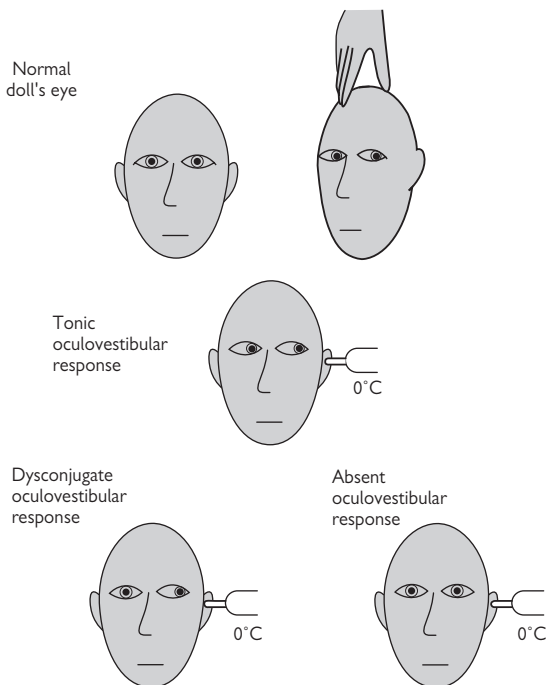 Normal
doll's eye
Tonic
oculovestibular
response
0˚C
Dysconjugate
oculovestibular
response
0˚C
Absent
oculovestibular
response
0˚C